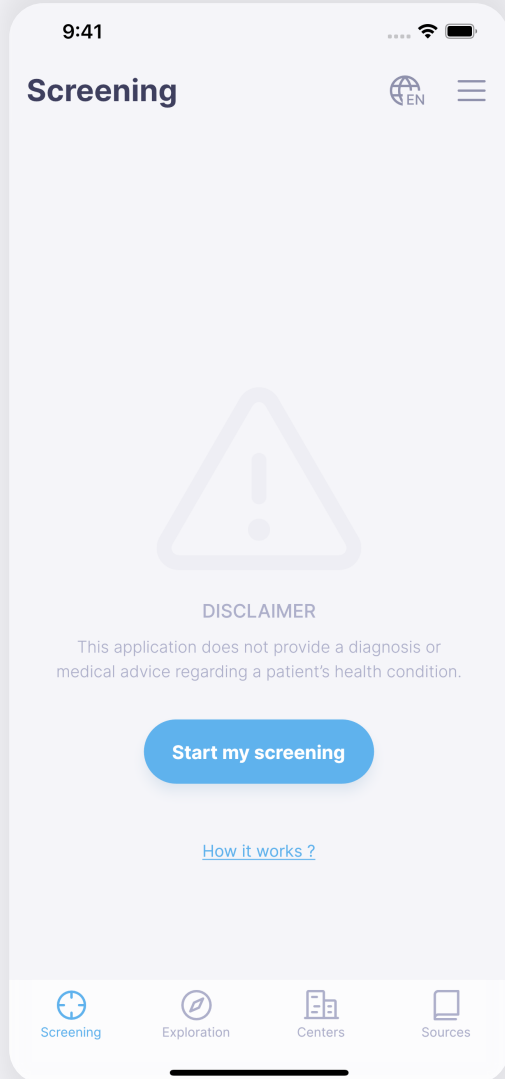 9:41
Screening
EN
DISCLAIMER
This application does not provide a diagnosis or
medical advice regarding a patient’s health condition.
Start my screening
How it works ?
Screening
Exploration
Centers
Sources